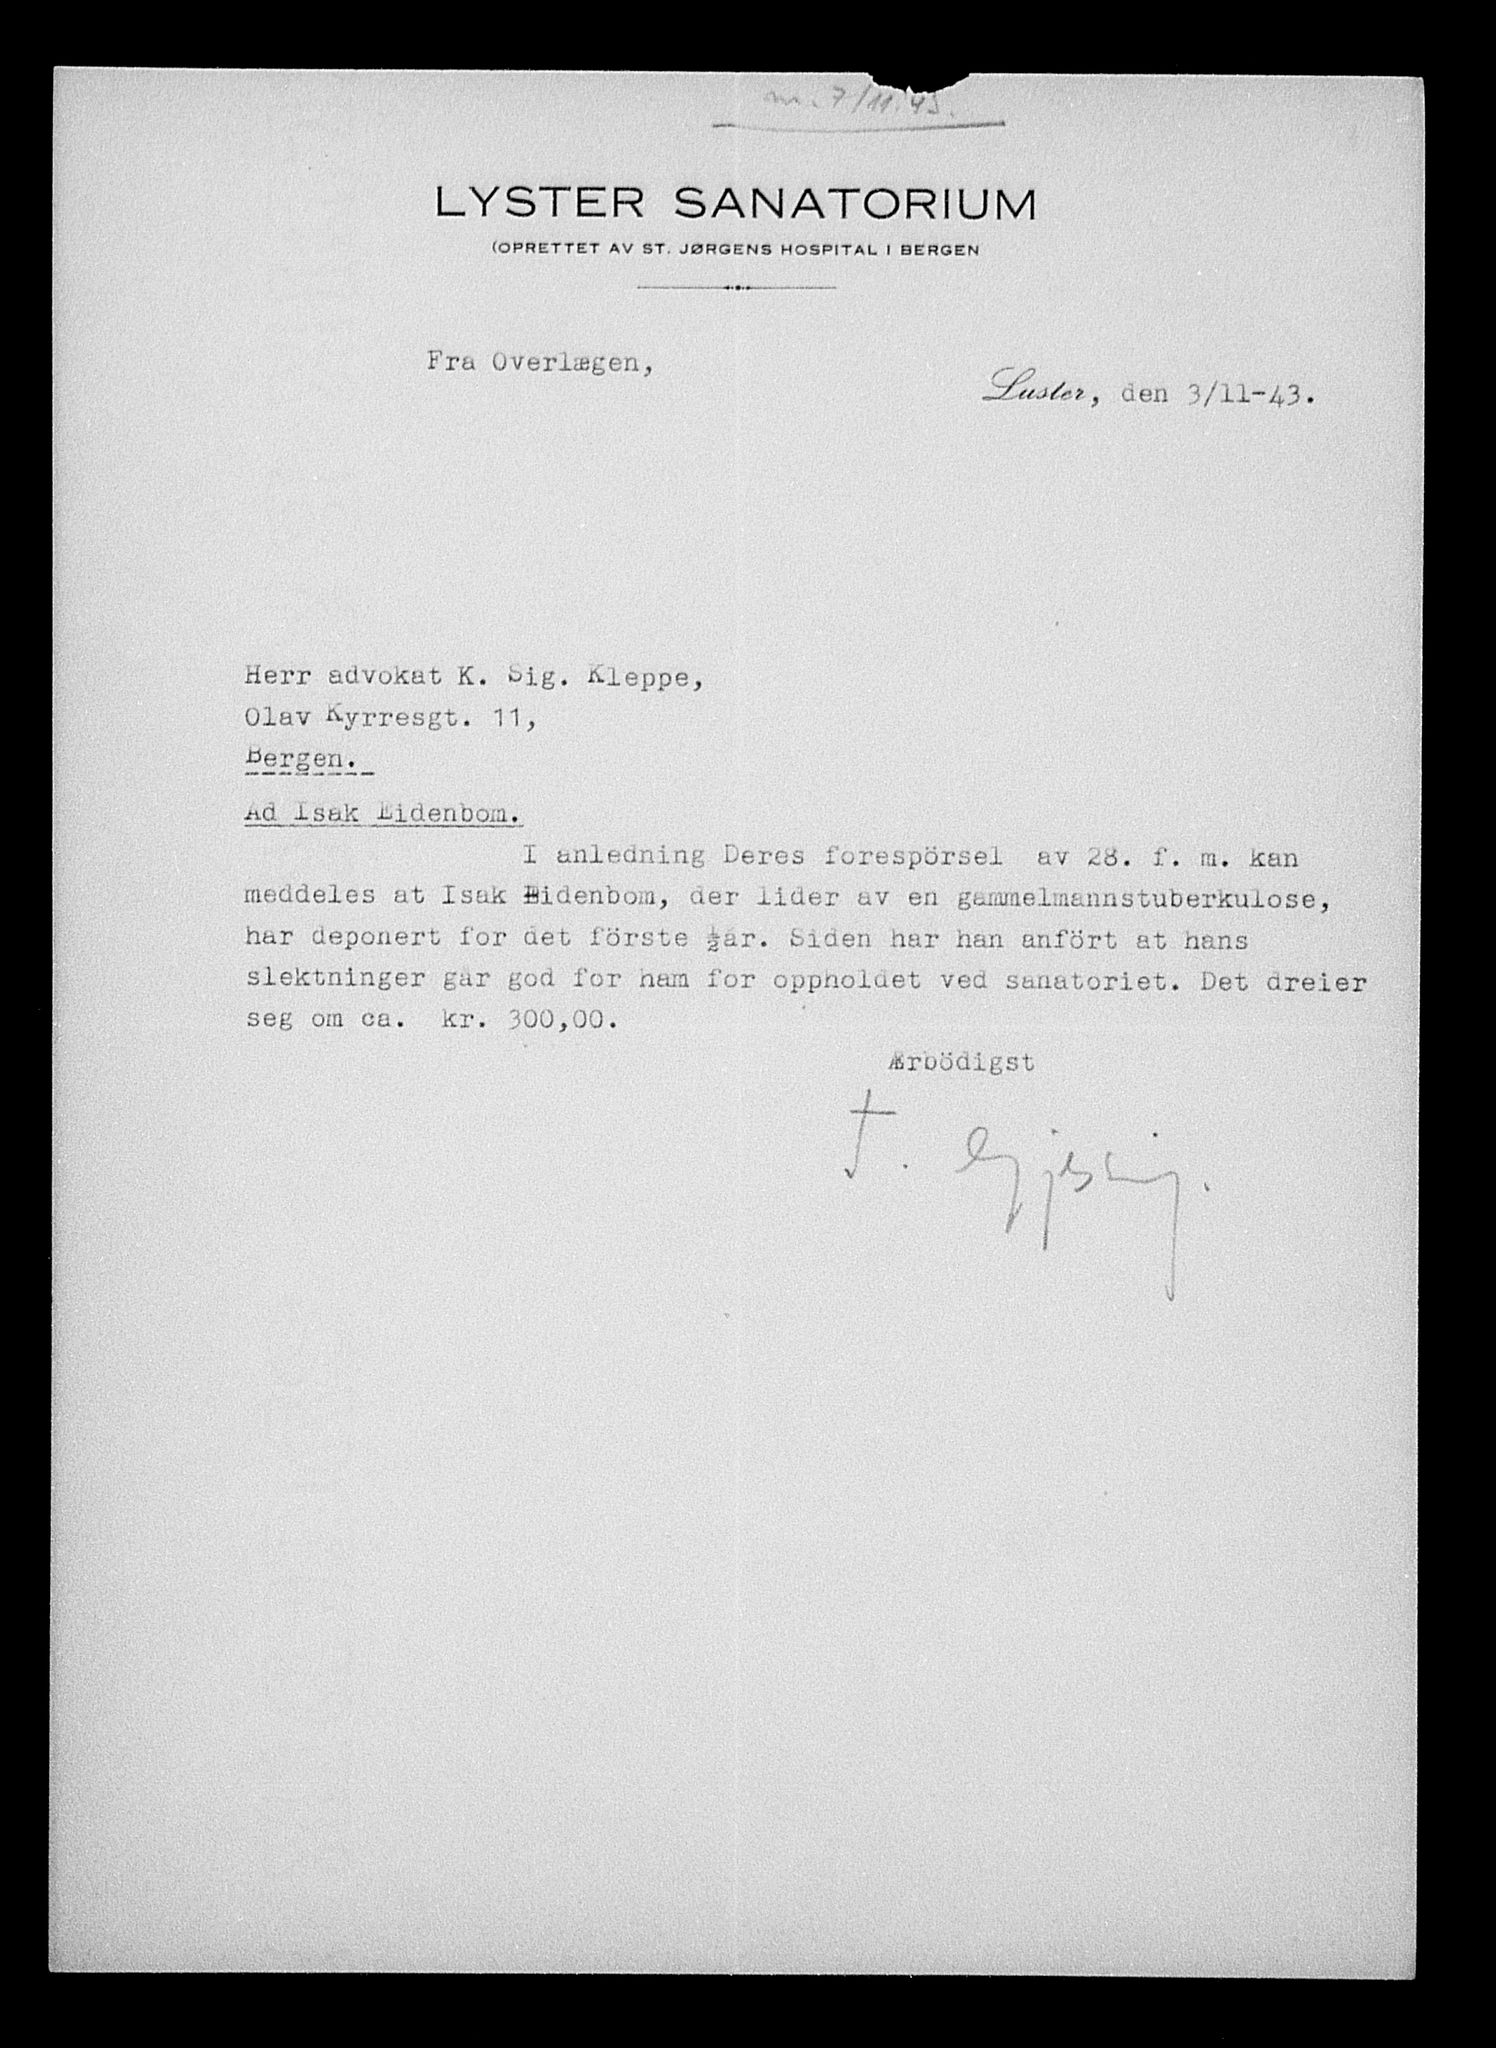 m. 7/11.43.
LYSTER SANATORIUM
(OPRETTET AV ST. JØRGENS HOSPITAL I BERGEN
Fra Overlægen,
Luster, den 3/11-43.
Herr advokat K. Sig. Kleppe,
Olav Kyrresgt. 11,
Bergen.
Ad Isak Eidenbom.
I anledning Deres forespörsel av 28. f. m. kan
meddeles at Isak Eidenbom, der lider av en gammelmannstuberkulose,
har deponert for det förste ½år. Siden har han anfört at hans
slektninger går god for ham for oppholdet ved sanatoriet. Det dreier
seg om ca. kr. 300,00.
Ærbödigst